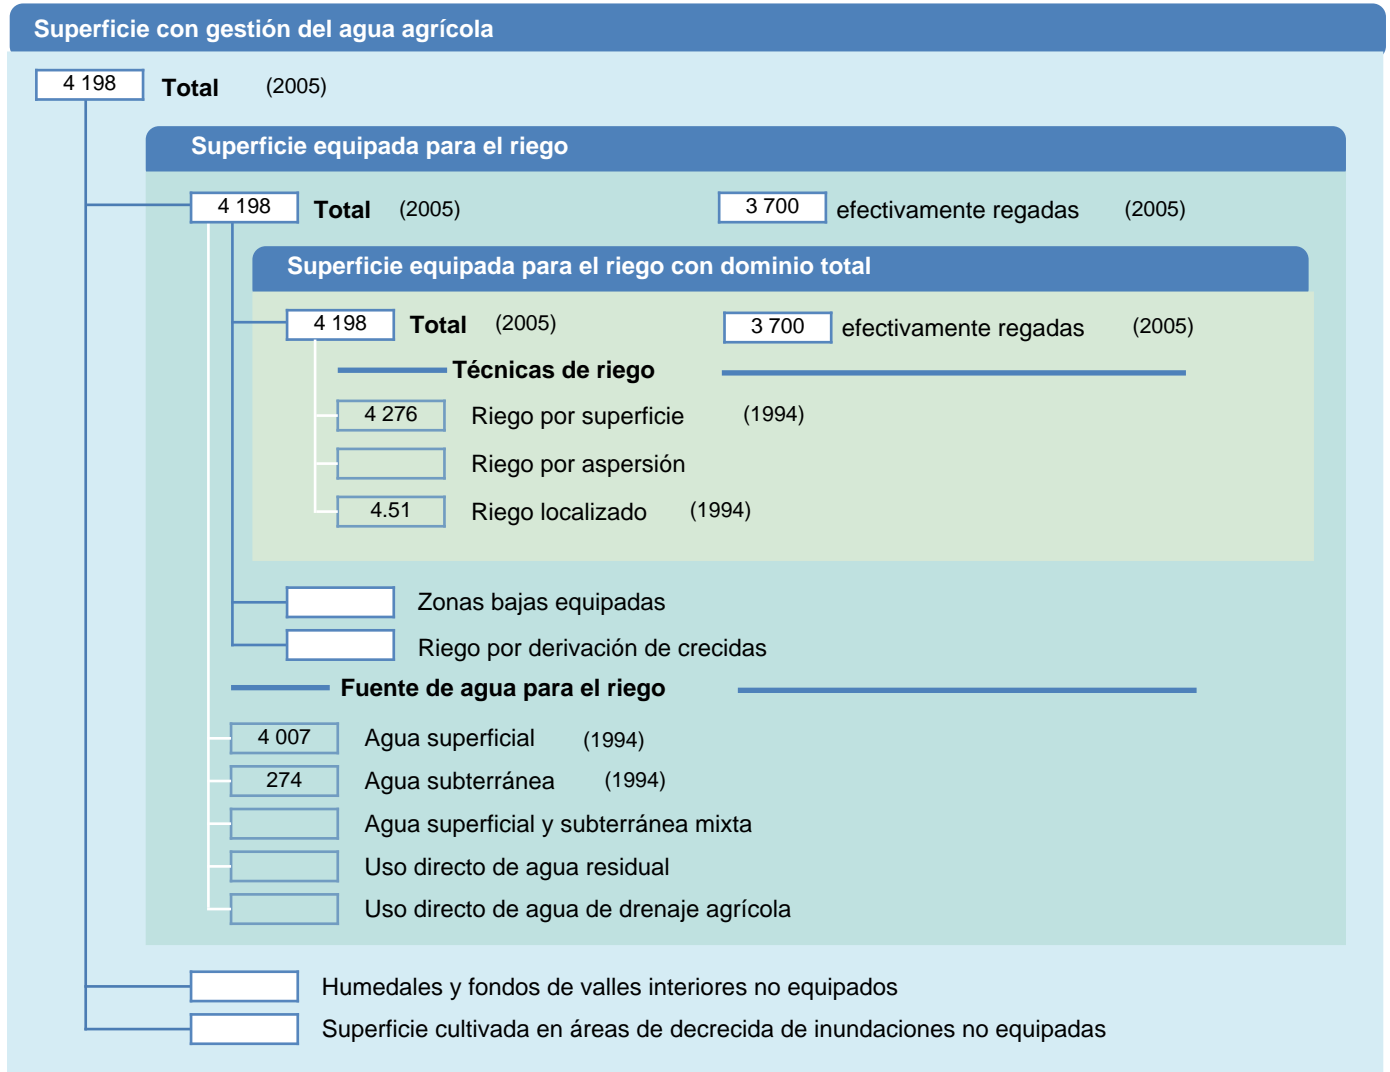 Superficie con gestión del agua agrícola
4 198 Total (2005)
Superficie equipada para el riego
4 198 Total (2005) 3 700 efectivamente regadas (2005)
Superficie equipada para el riego con dominio total
4 198 Total (2005) 3 700 efectivamente regadas (2005)
Técnicas de riego
4 276 Riego por superficie (1994)
Riego por aspersión
4.51 Riego localizado (1994)
Zonas bajas equipadas
Riego por derivación de crecidas
Fuente de agua para el riego
4 007 Agua superficial (1994)
274 Agua subterránea (1994)
Agua superficial y subterránea mixta
Uso directo de agua residual
Uso directo de agua de drenaje agrícola
Humedales y fondos de valles interiores no equipados
Superficie cultivada en áreas de decrecida de inundaciones no equipadas